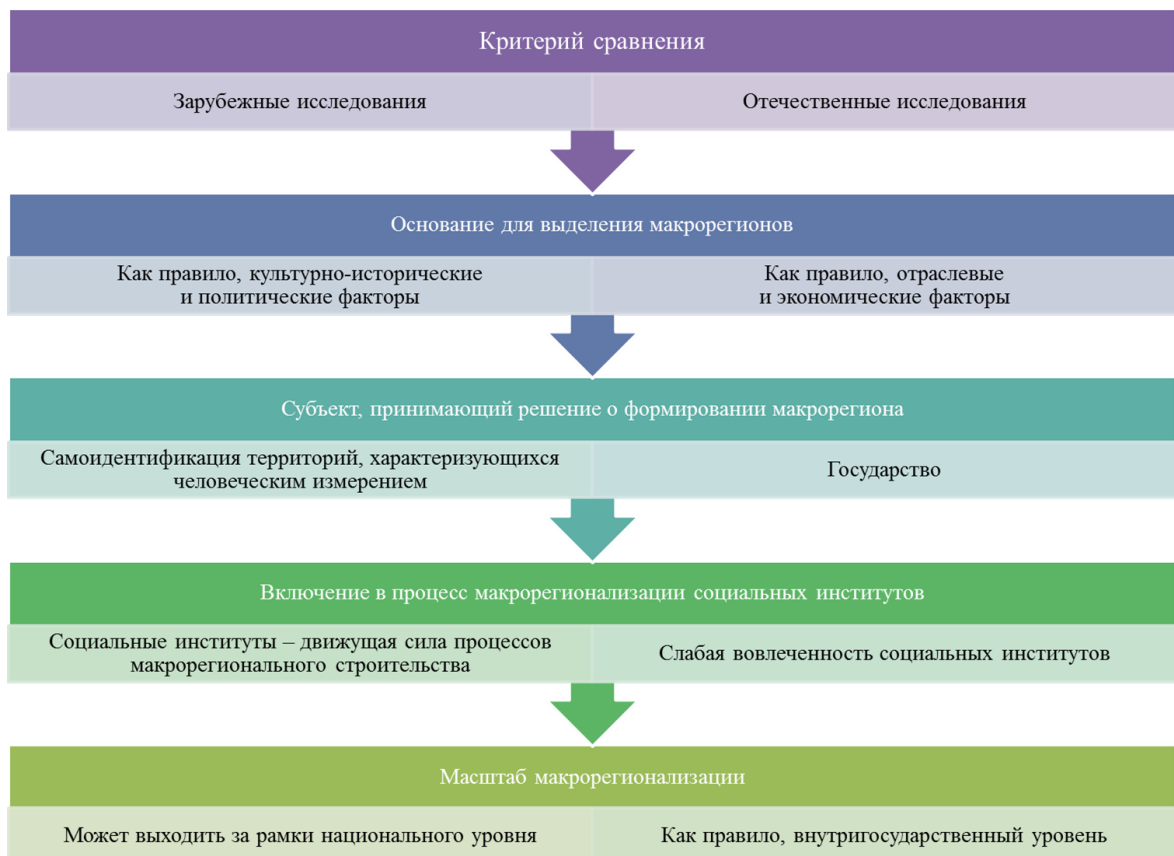 Критерий сравнения
Зарубежные исследования
Отечественные исследования
Основание для выделения макрорегионов
Как правило, культурно-исторические
и политические факторы
Как правило, отраслевые
и экономические факторы
Субъект, принимающий решение о формировании макрорегиона
Самоидентификация территорий, характеризующихся
человеческим измерением
Государство
Включение в процесс макрорегионализации социальных институтов
Социальные институты – движущая сила процессов
макрорегионального строительства
Слабая вовлеченность социальных институтов
Масштаб макрорегионализации
Может выходить за рамки национального уровня
Как правило, внутригосударственный уровень